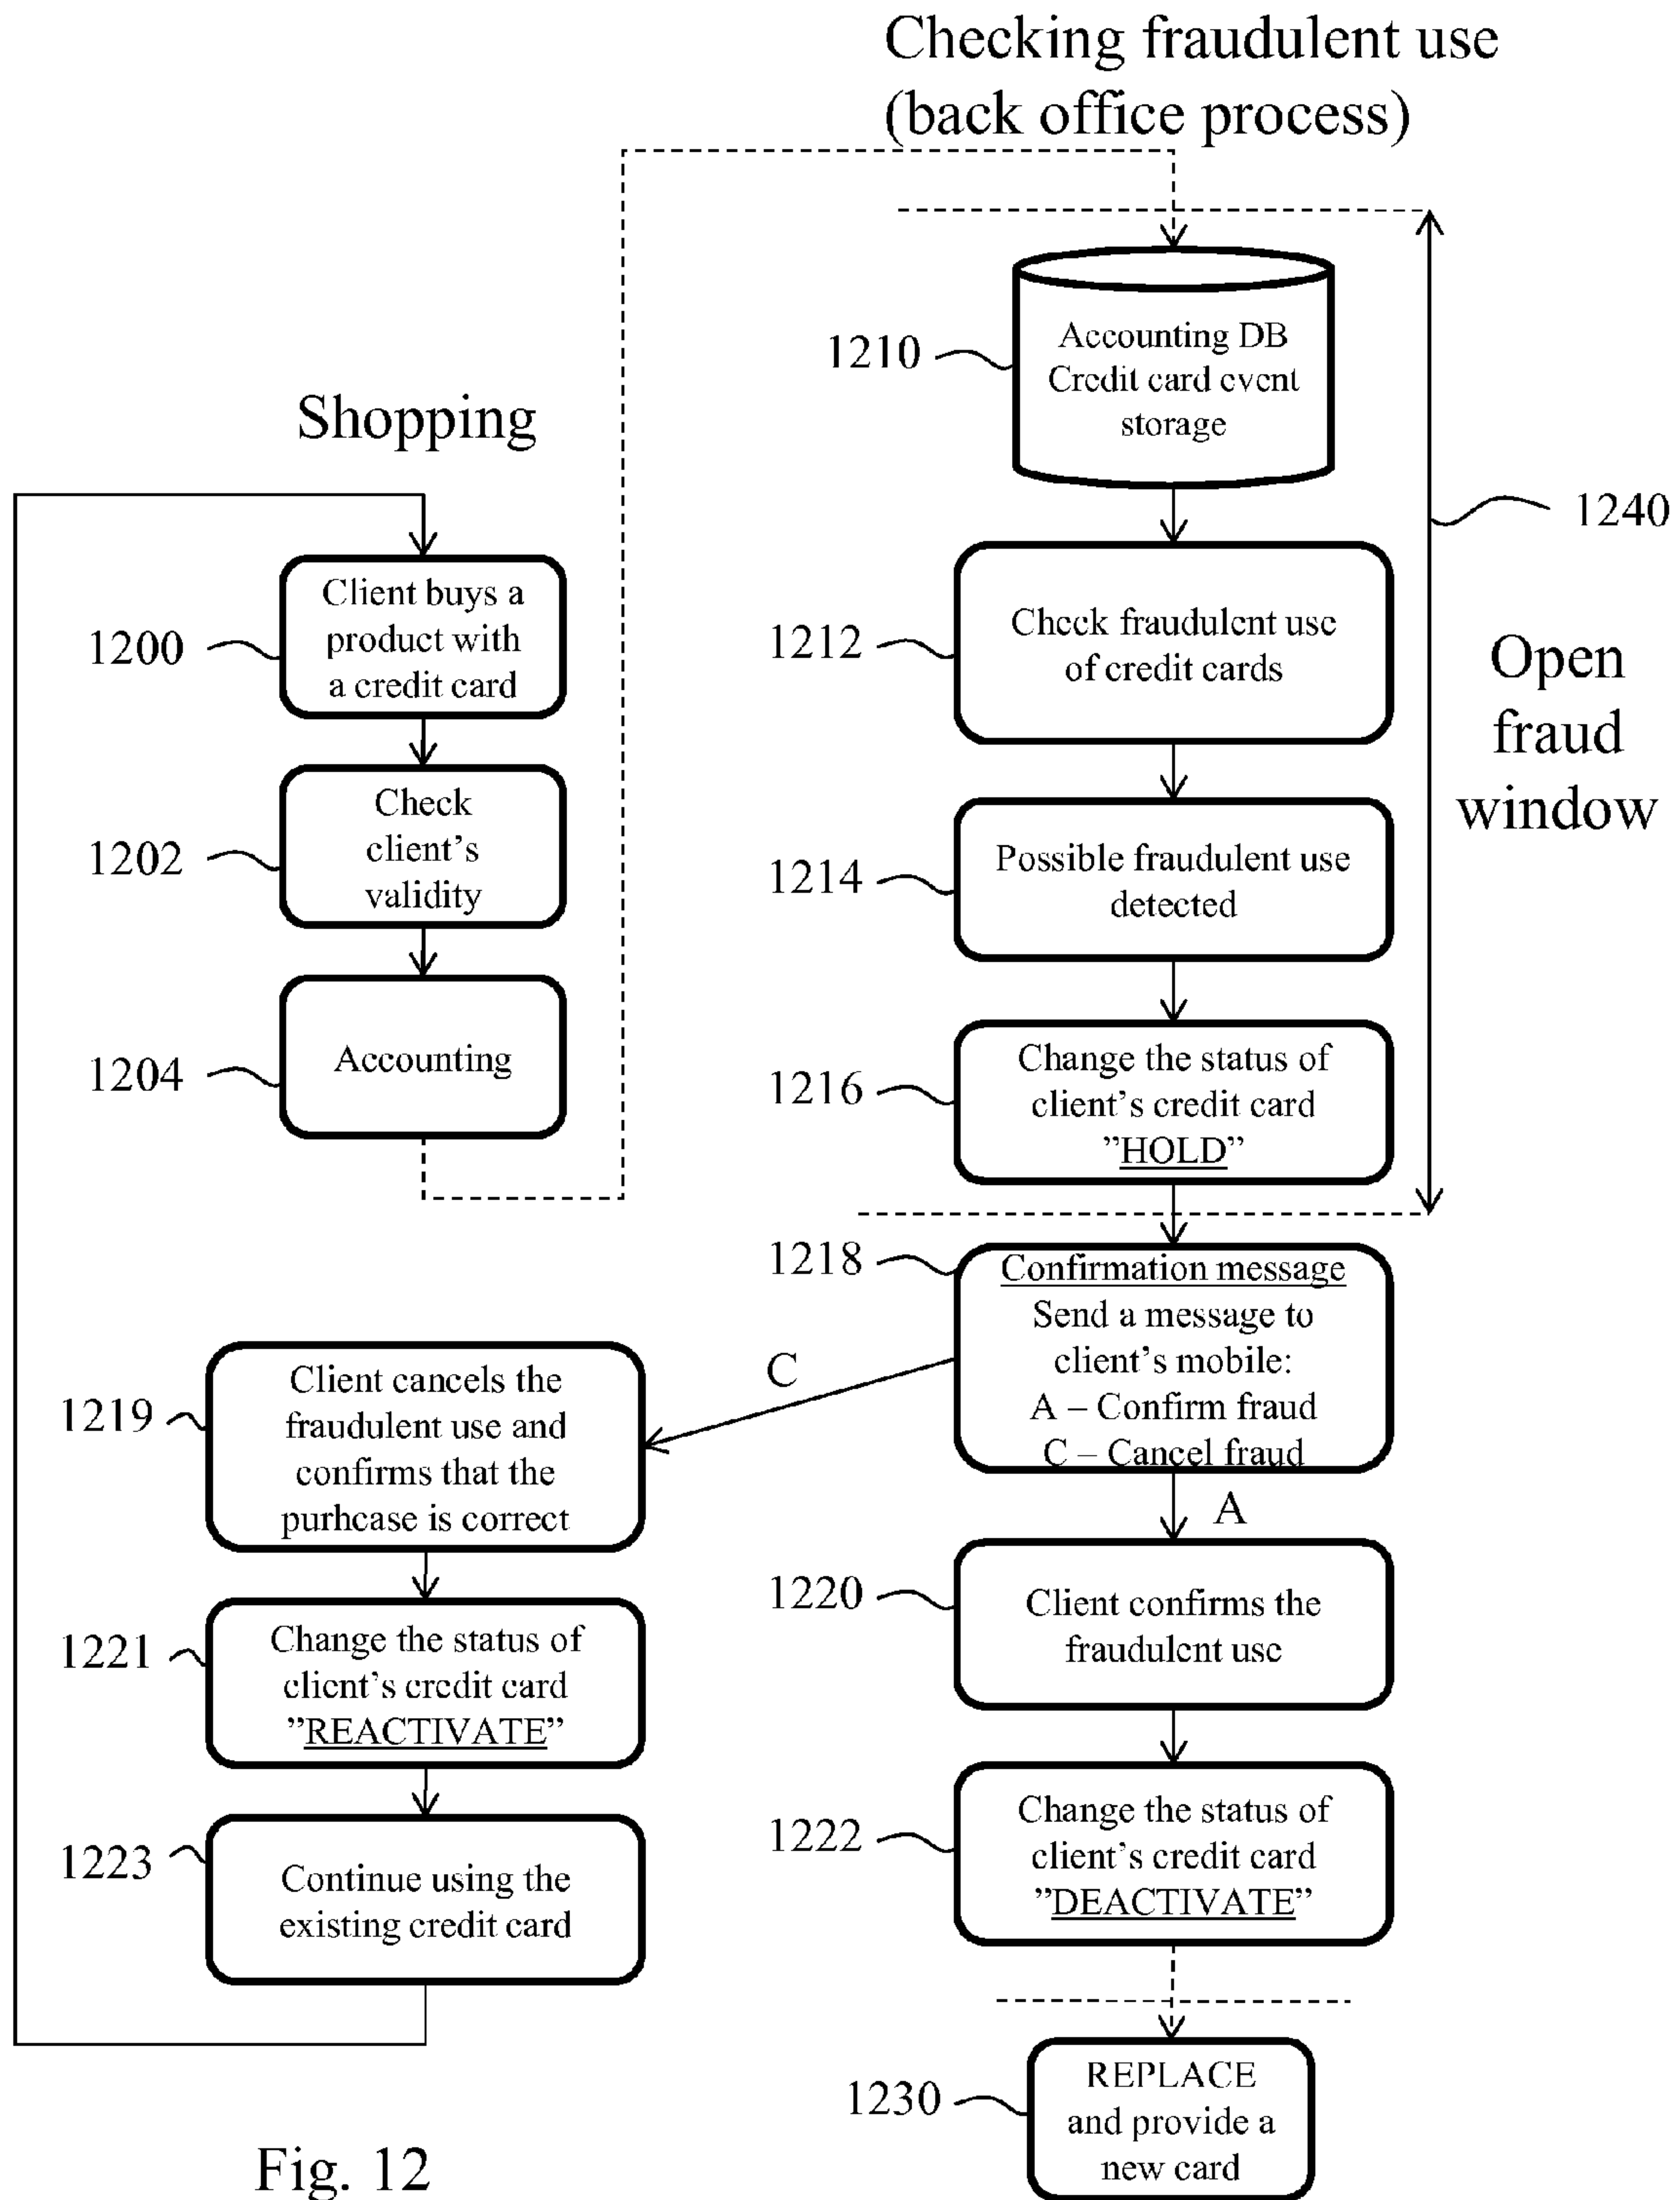 Checking fraudulent use
(back office process)
Shopping
1200
Client buys a
product with
a credit card
1202
Check
client’s
validity
1204
Accounting
1210
Accounting DB
Credit card event
storage
1212
Check fraudulent use
of credit cards
1214
Possible fraudulent use
detected
1216
Change the status of
client’s credit card
”HOLD”
1240
Open
fraud
window
1218
Confirmation message
Send a message to
client’s mobile:
A – Confirm fraud
C – Cancel fraud
C
A
1219
Client cancels the
fraudulent use and
confirms that the
purhcase is correct
1221
Change the status of
client’s credit card
”REACTIVATE”
1223
Continue using the
existing credit card
1220
Client confirms the
fraudulent use
1222
Change the status of
client’s credit card
”DEACTIVATE”
1230
REPLACE
and provide a
new card
Fig. 12